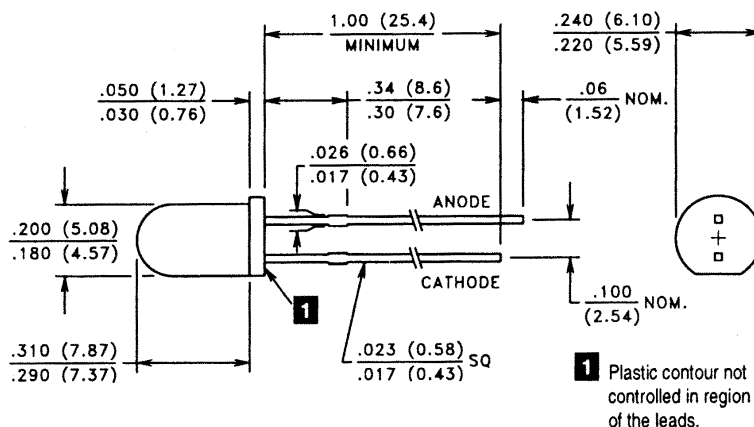 1.00 (25.4)
MINIMUM
.240 (6.10)
.220 (5.59)
.050 (1.27)
.030 (0.76)
.34 (8.6)
.30 (7.6)
.06
(1.52)
NOM.
.026 (0.66)
.017 (0.43)
ANODE
.200 (5.08)
.180 (4.57)
CATHODE
1
.100
(2.54)
NOM.
.310 (7.87)
.290 (7.37)
.023 (0.58)
.017 (0.43)
SQ
1 Plastic contour not
controlled in region
of the leads.